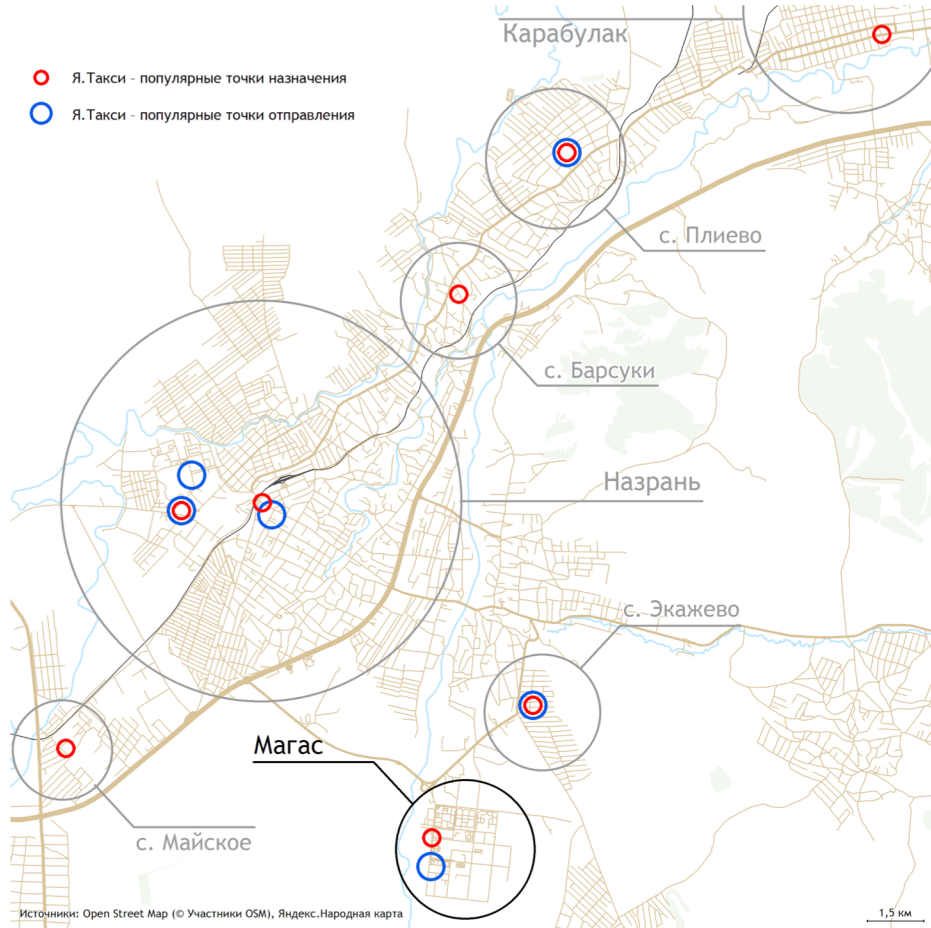 Карабулак
Я.Такси - популярные точки назначения
Я.Такси - популярные точки отправления
с. Плиево
с. Барсуки
Назрань
с. Экажево
Магас
с. Майское
Источники: Open Street Map (© Участники OSM), Яндекс.Народная карта
1,5 км